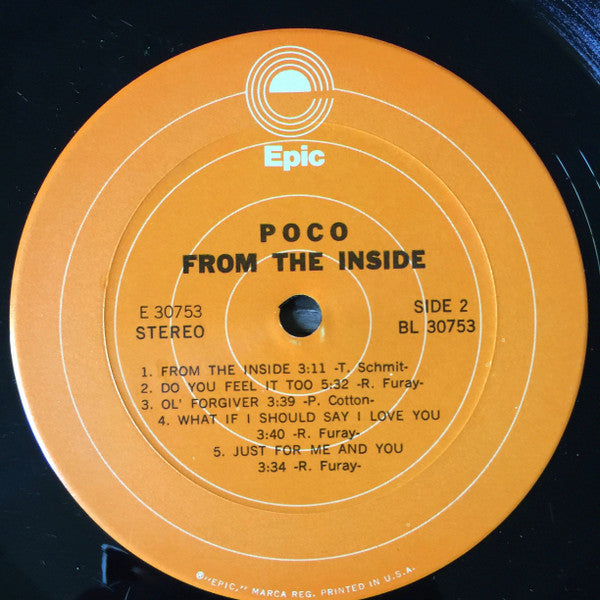 Epic
POCO
FROM THE INSIDE
E 30753
STEREO
SIDE 2
BL 30753
1. FROM THE INSIDE 3:11 -T. Schmit-
2. DO YOU FEEL IT TOO 5:32 -R. Furay-
3. OL' FORGIVER 3:39 -P. Cotton-
4. WHAT IF I SHOULD SAY I LOVE YOU
3:40 -R. Furay-
5. JUST FOR ME AND YOU
3:34 -R. Furay-
®"EPIC," MARCA REG. PRINTED IN U.S.A.